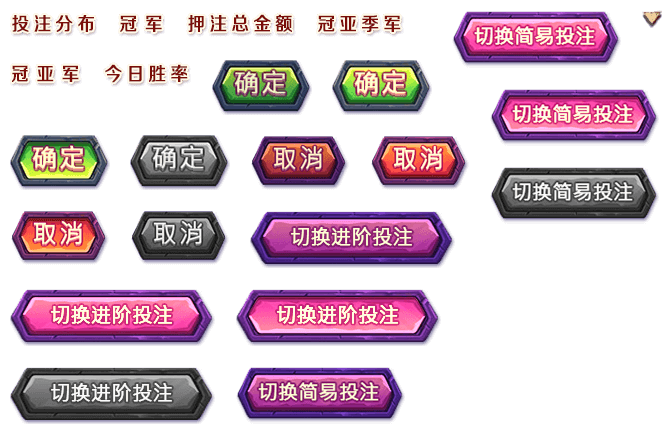 投注分布 冠军 押注总金额 冠亚季军
切换简易投注
冠亚军 今日胜率
确定 确定
切换简易投注
确定 确定 取消 取消
切换简易投注
取消 取消 切换进阶投注
切换进阶投注 切换进阶投注
切换进阶投注 切换简易投注